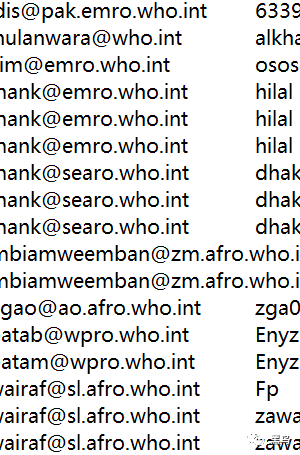 dis@pak.emro.who.int 6339
nulanwara@who.int alkha
im@emro.who.int osos
hank@emro.who.int hilal
hank@emro.who.int hilal
hank@emro.who.int hilal
hank@searo.who.int dhak
hank@searo.who.int dhak
hank@searo.who.int dhak
mbiamweemban@zm.afro.who.i
mbiamweemban@zm.afro.who.i
gao@ao.afro.who.int zga0
atab@wpro.who.int Enyz
atam@wpro.who.int Enyz
vairaf@sl.afro.who.int Fp
vairaf@sl.afro.who.int zawa
vairaf@sl.afro.who.int zawa